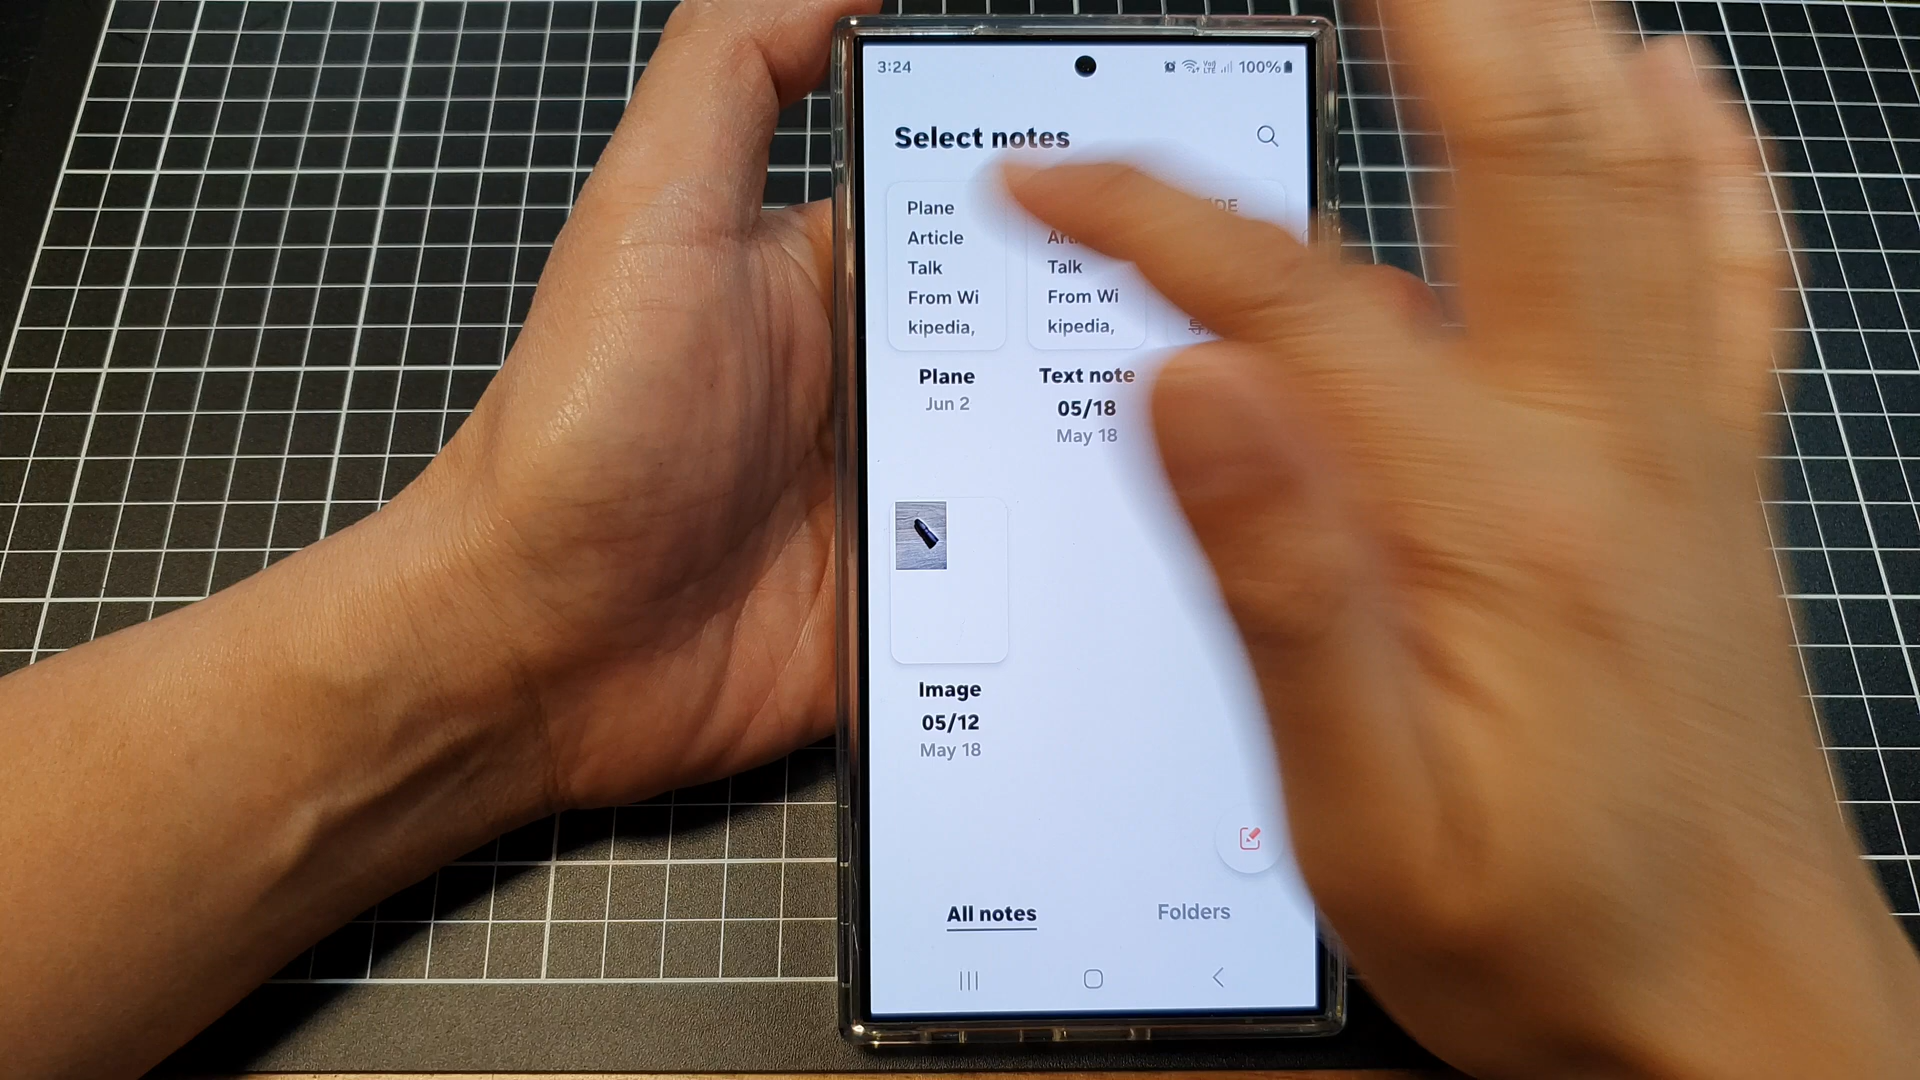 3:24
100%
Select notes
Plane
Article
Talk
From Wi
kipedia,
Talk
From Wi
kipedia,
Plane
Jun 2
Text note
05/18
May 18
Image
05/12
May 18
All notes
Folders